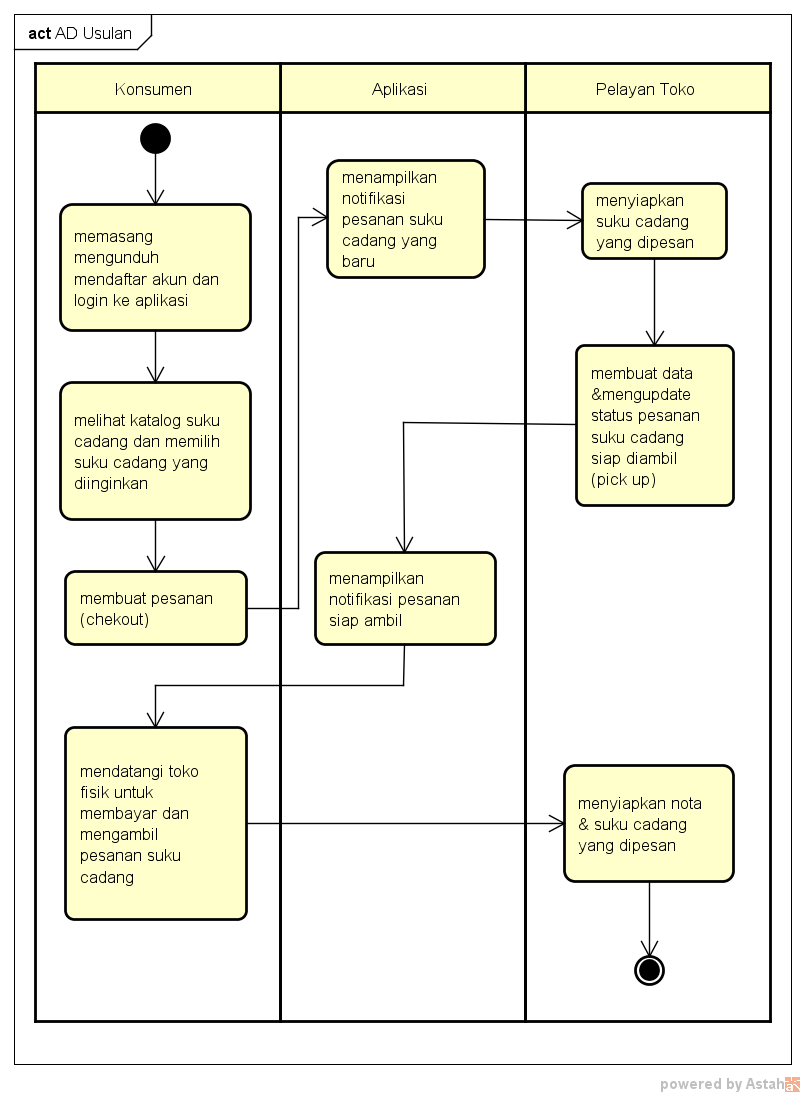 act AD Usulan
Konsumen
Aplikasi
Pelayan Toko
memasang
mengunduh
mendaftar akun dan
login ke aplikasi
melihat katalog suku
cadang dan memilih
suku cadang yang
diinginkan
membuat pesanan
(chekout)
menampilkan
notifikasi
pesanan suku
cadang yang
baru
menyiapkan
suku cadang
yang dipesan
membuat data
&mengupdate
status pesanan
suku cadang
siap diambil
(pick up)
menampilkan
notifikasi pesanan
siap ambil
mendatangi toko
fisik untuk
membayar dan
mengambil
pesanan suku
cadang
menyiapkan nota
& suku cadang
yang dipesan
powered by Astah